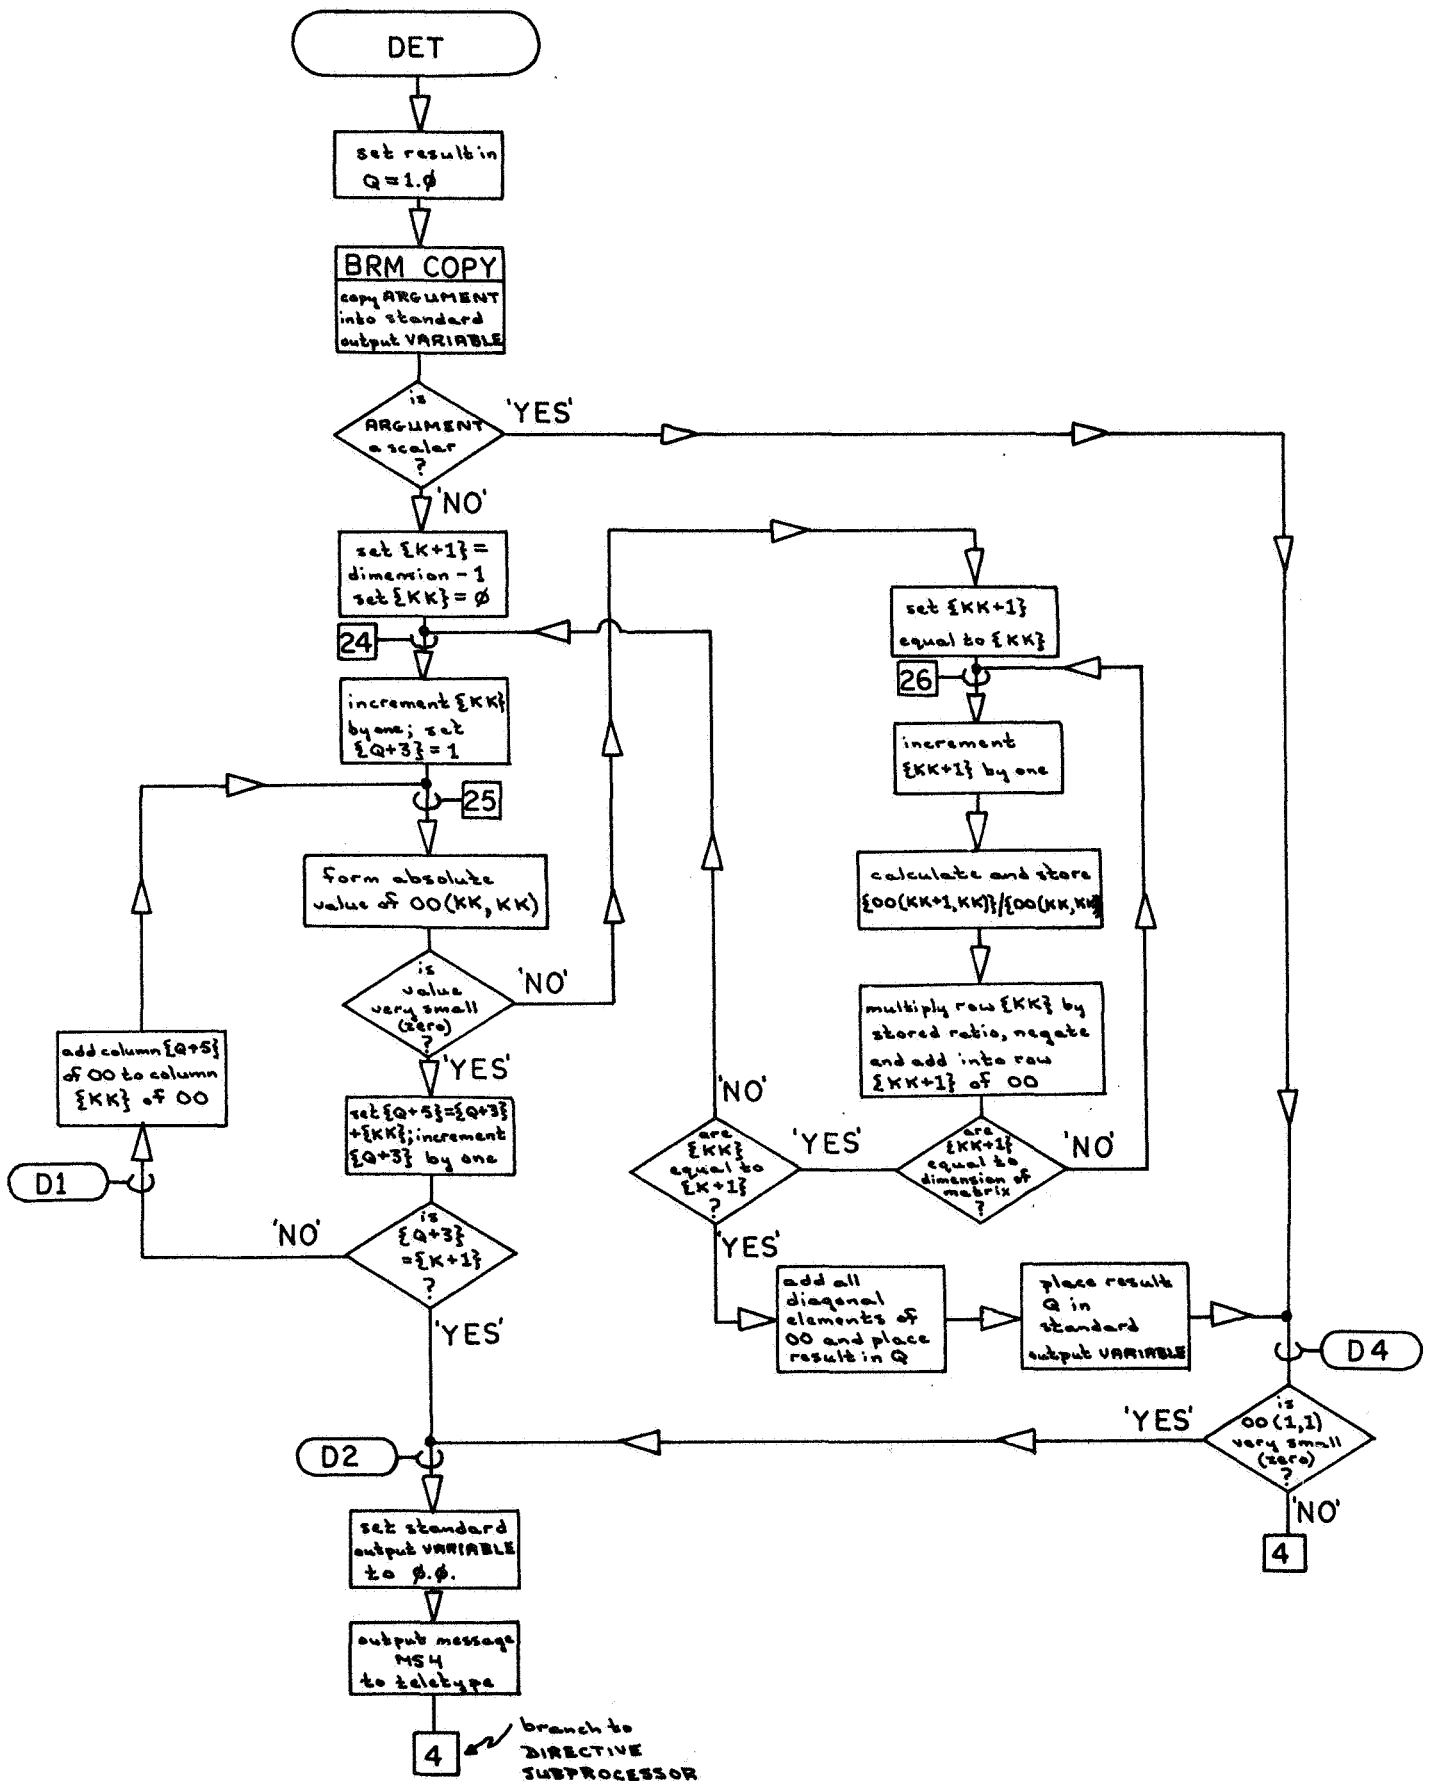 DET
set result in
Q=1.Ø
BRM COPY
copy ARGUMENT
into standard
output VARIABLE
is
ARGUMENT
a scalar
?
'YES'
'NO'
set {K+1}=
dimension - 1
set {KK}= Ø
24
increment {KK}
by one; set
{Q+3}=1
25
form absolute
value of OO(KK,KK)
is
value
very small
(zero)
?
'NO'
'YES'
set{Q+5}={Q+3}
+{KK};increment
{Q+3} by one
is
{Q+3}
={K+1}
?
'NO'
'YES'
D1
add column{Q+5}
of OO to column
{KK} of OO
set {KK+1}
equal to {KK}
26
increment
{KK+1} by one
calculate and store
{OO(KK+1,KK)}/{OO(KK,KK)}
multiply row {KK} by
stored ratio, negate
and add into row
{KK+1} of OO
are
{KK+1}
equal to
dimension of
matrix
?
'NO'
'YES'
are
{KK}
equal to
{K+1}
?
'NO'
'YES'
add all
diagonal
elements of
OO and place
result in Q
place result
Q in
standard
output VARIABLE
D4
is
OO(1,1)
very small
(zero)
?
'YES'
'NO'
4
D2
set standard
output VARIABLE
to Ø.Ø.
output message
MS4
to teletype
4
branch to
DIRECTIVE
SUBPROCESSOR